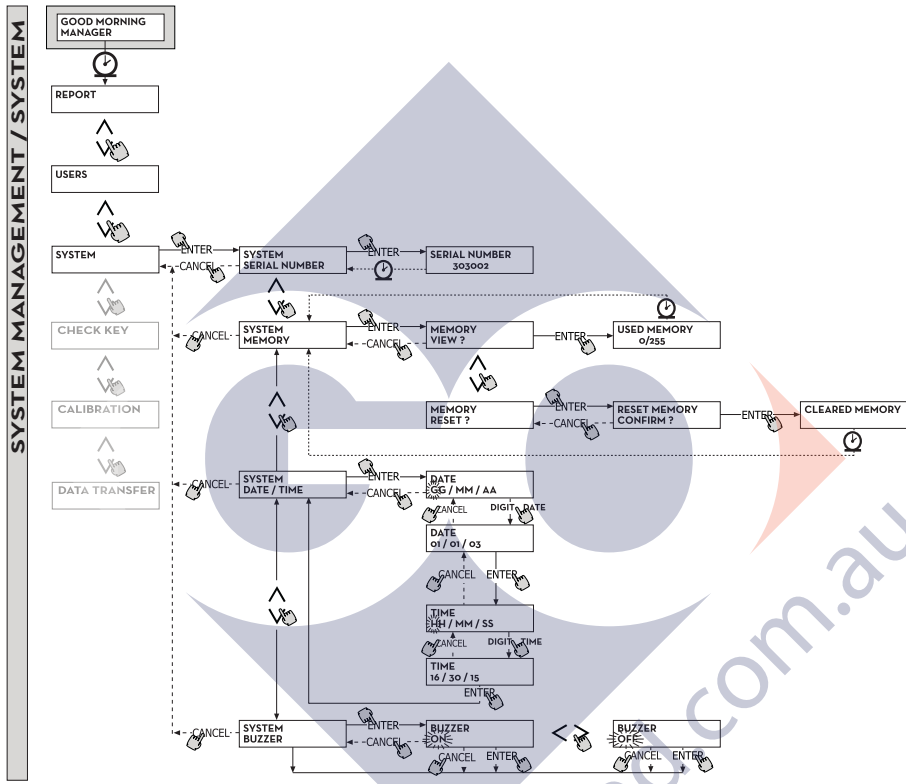 SYSTEM MANAGEMENT / SYSTEM
GOOD MORNING
MANAGER
REPORT
USERS
SYSTEM
ENTER
CANCEL
SYSTEM
SERIAL NUMBER
ENTER
SERIAL NUMBER
303002
CHECK KEY
CANCEL
SYSTEM
MEMORY
ENTER
CANCEL
MEMORY
VIEW ?
ENTER
USED MEMORY
0/255
CALIBRATION
MEMORY
RESET ?
ENTER
CANCEL
RESET MEMORY
CONFIRM ?
ENTER
CLEARED MEMORY
DATA TRANSFER
CANCEL
SYSTEM
DATE / TIME
ENTER
CANCEL
DATE
GG / MM / AA
CANCEL
DIGIT DATE
DATE
01 / 01 / 03
CANCEL
ENTER
TIME
HH / MM / SS
CANCEL
DIGIT TIME
TIME
16 / 30 / 15
ENTER
CANCEL
SYSTEM
BUZZER
ENTER
CANCEL
BUZZER
ON
CANCEL
ENTER
BUZZER
OFF
CANCEL
ENTER
ed.com.au